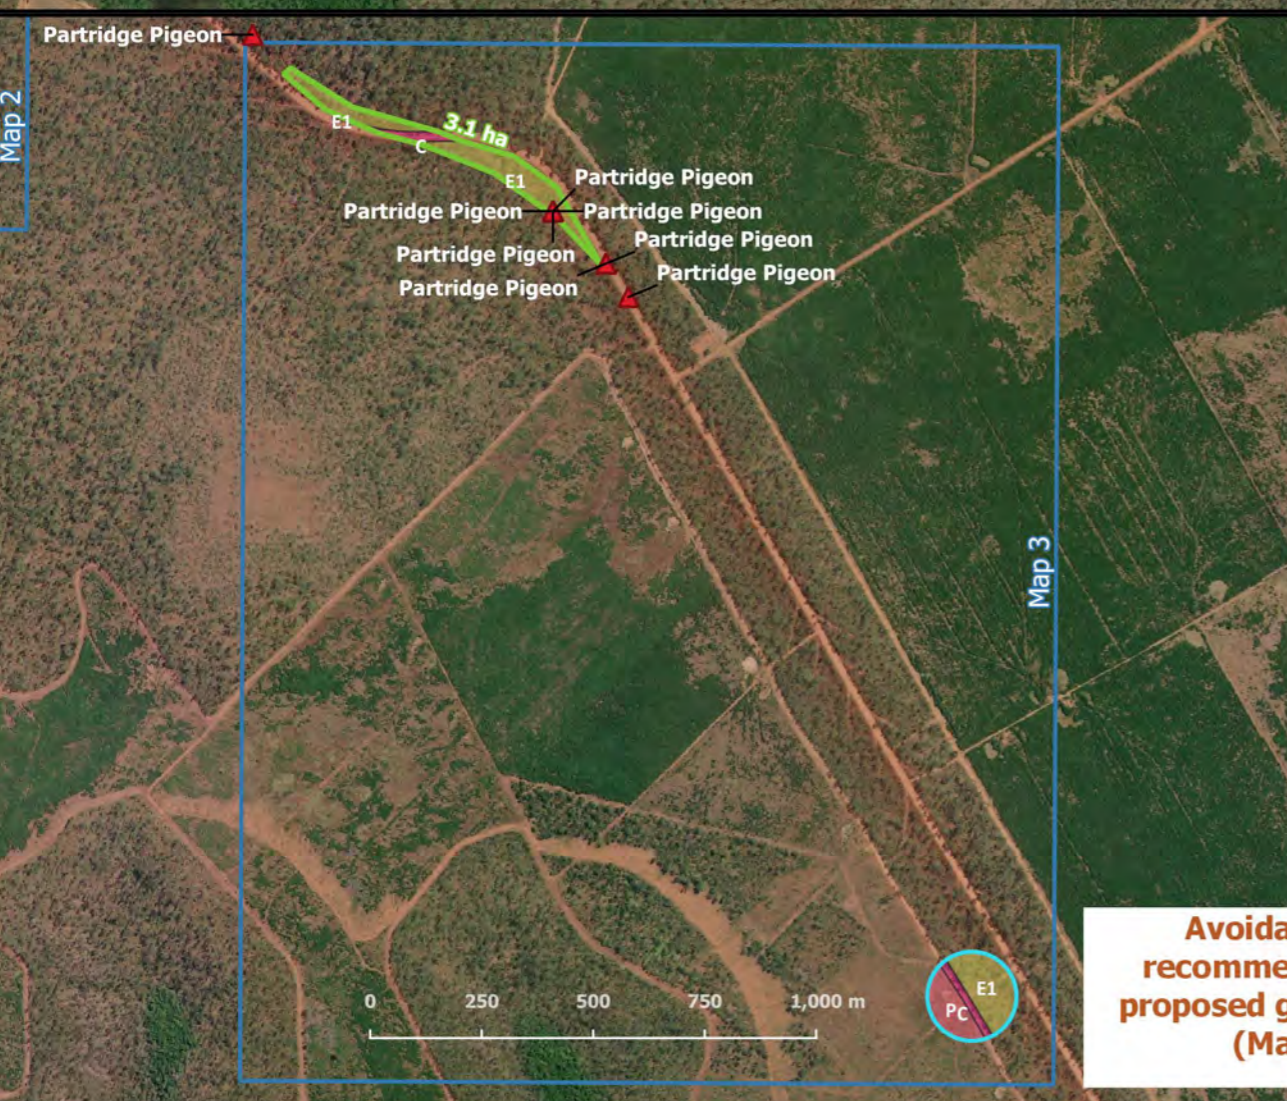 Partridge Pigeon
Map 2
E1
3.1 ha
C
E1
Partridge Pigeon
Partridge Pigeon
Partridge Pigeon
Partridge Pigeon
Partridge Pigeon
Partridge Pigeon
Partridge Pigeon
Map 3
0 250 500 750 1,000 m
E1
PC
Avoida
recomme
proposed g
(Ma